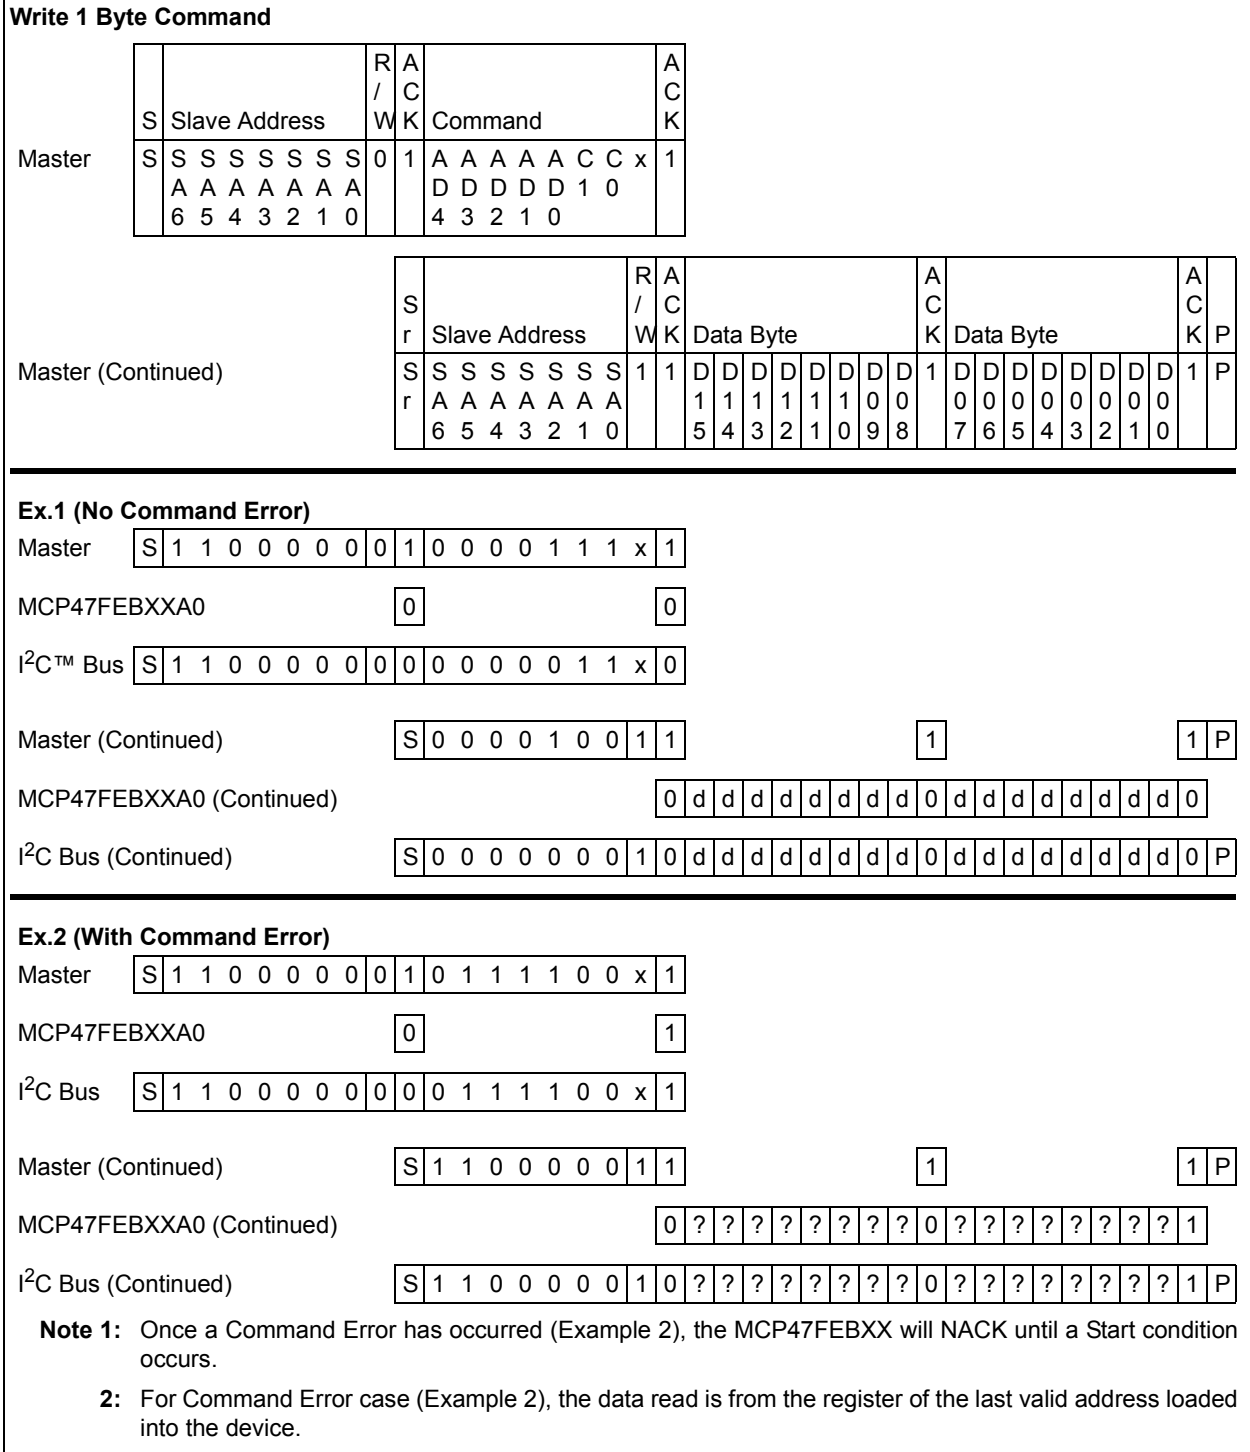 Write 1 Byte Command
R A A
/ C C
S Slave Address W K Command K
Master S S S S S S S S 0 1 A A A A A C C x 1
A A A A A A A D D D D D 1 0
6 5 4 3 2 1 0 4 3 2 1 0
R A A A
S / C C C
r Slave Address W K Data Byte K Data Byte K P
Master (Continued) S S S S S S S S 1 1 D D D D D D D D 1 D D D D D D D D 1 P
r A A A A A A A 1 1 1 1 1 1 0 0 0 0 0 0 0 0 0 0
6 5 4 3 2 1 0 5 4 3 2 1 0 9 8 7 6 5 4 3 2 1 0
Ex.1 (No Command Error)
Master S 1 1 0 0 0 0 0 0 1 0 0 0 0 1 1 1 x 1
MCP47FEBXXA0 0 0
I2C™ Bus S 1 1 0 0 0 0 0 0 0 0 0 0 0 0 1 1 x 0
Master (Continued) S 0 0 0 0 1 0 0 1 1 1 1 P
MCP47FEBXXA0 (Continued) 0 d d d d d d d d 0 d d d d d d d d 0
I2C Bus (Continued) S 0 0 0 0 0 0 0 1 0 d d d d d d d d 0 d d d d d d d d 0 P
Ex.2 (With Command Error)
Master S 1 1 0 0 0 0 0 0 1 0 1 1 1 1 0 0 x 1
MCP47FEBXXA0 0 1
I2C Bus S 1 1 0 0 0 0 0 0 0 0 1 1 1 1 0 0 x 1
Master (Continued) S 1 1 0 0 0 0 0 1 1 1 1 P
MCP47FEBXXA0 (Continued) 0 ? ? ? ? ? ? ? ? 0 ? ? ? ? ? ? ? ? 1
I2C Bus (Continued) S 1 1 0 0 0 0 0 1 0 ? ? ? ? ? ? ? ? 0 ? ? ? ? ? ? ? ? 1 P
Note 1: Once a Command Error has occurred (Example 2), the MCP47FEBXX will NACK until a Start condition
occurs.
2: For Command Error case (Example 2), the data read is from the register of the last valid address loaded
into the device.